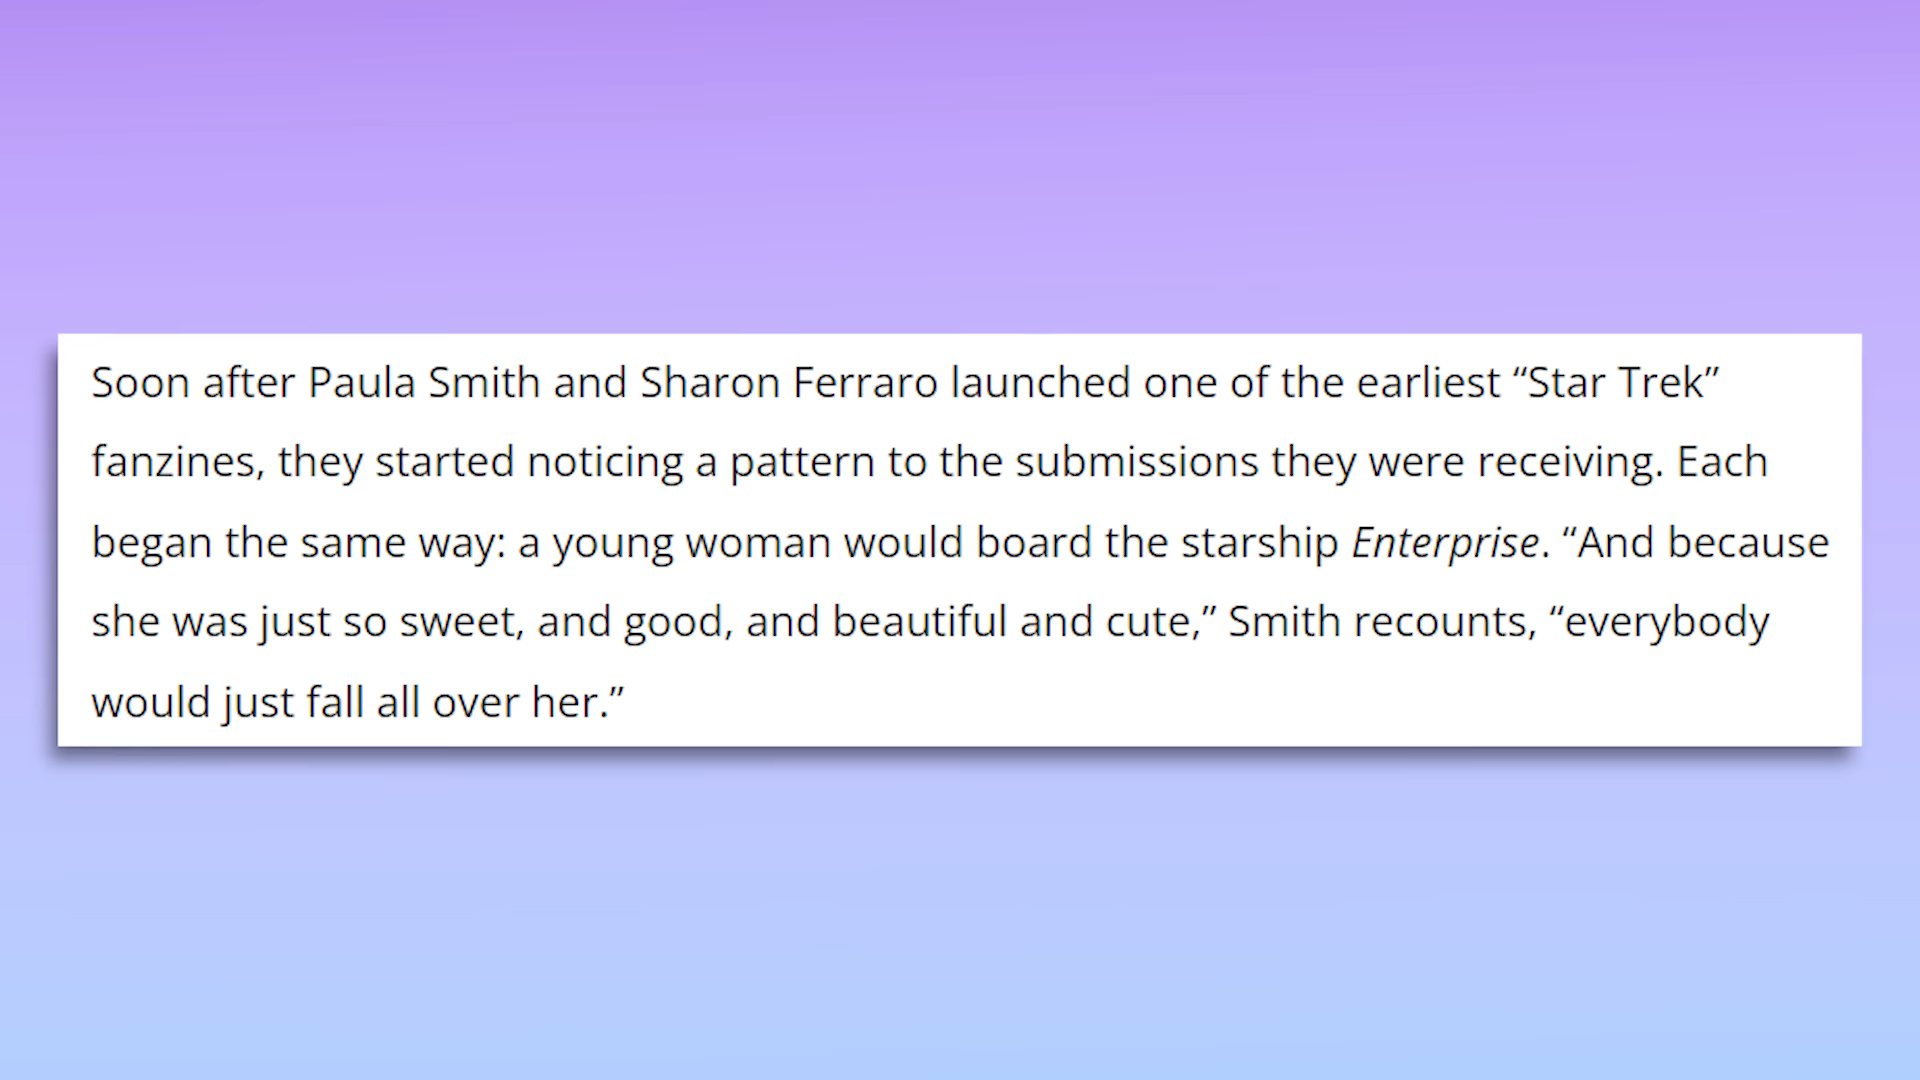 Soon after Paula Smith and Sharon Ferraro launched one of the earliest “Star Trek”
fanzines, they started noticing a pattern to the submissions they were receiving. Each
began the same way: a young woman would board the starship Enterprise. “And because
she was just so sweet, and good, and beautiful and cute,” Smith recounts, “everybody
would just fall all over her.”